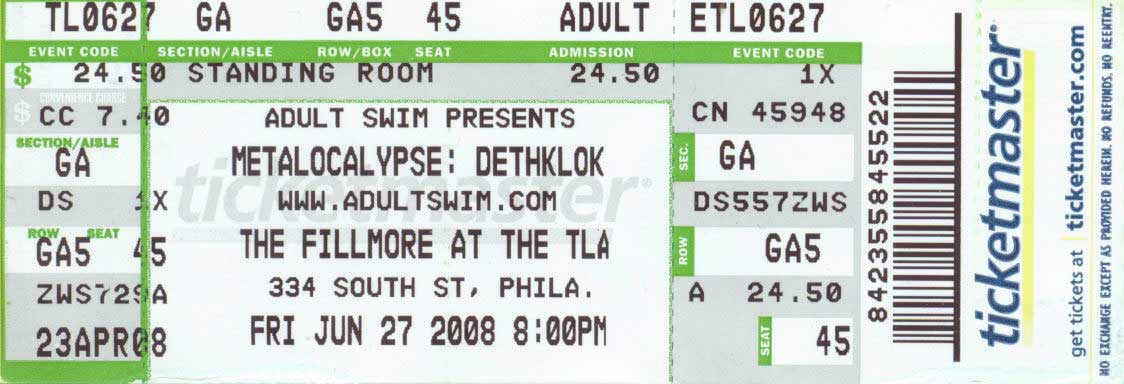 TL0627 GA GA5 45 ADULT ETL0627
EVENT CODE SECTION/AISLE ROW/BOX SEAT ADMISSION EVENT CODE
$ 24.50 STANDING ROOM 24.50 1X
$ CONVENIENCE CHARGE
CC 7.40
SECTION/AISLE
GA
DS 1X
ROW SEAT
GA5 45
ZWS729A
23APR08
ADULT SWIM PRESENTS
METALOCALYPSE: DETHKLOK
WWW.ADULTSWIM.COM
THE FILLMORE AT THE TLA
334 SOUTH ST, PHILA.
FRI JUN 27 2008 8:00PM
ticketmaster®
CN 45948
SEC. GA
DS557ZWS
ROW GA5
A 24.50
SEAT 45
842355845522
ticketmaster®
get tickets at ticketmaster.com
NO EXCHANGE EXCEPT AS PROVIDED HEREIN. NO REFUNDS. NO REENTRY.